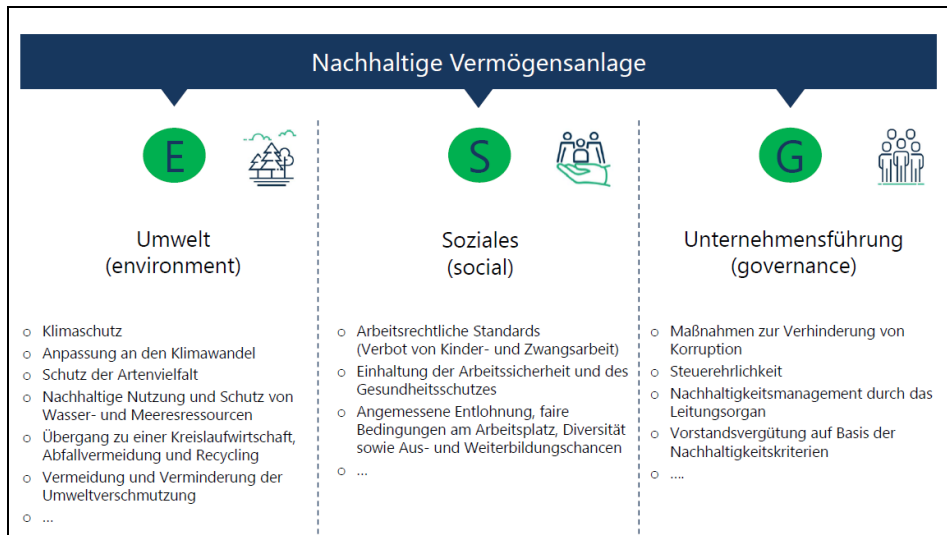 Nachhaltige Vermögensanlage
E
Umwelt
(environment)
o Klimaschutz
o Anpassung an den Klimawandel
o Schutz der Artenvielfalt
o Nachhaltige Nutzung und Schutz von
Wasser- und Meeresressourcen
o Übergang zu einer Kreislaufwirtschaft,
Abfallvermeidung und Recycling
o Vermeidung und Verminderung der
Umweltverschmutzung
o ...
S
Soziales
(social)
o Arbeitsrechtliche Standards
(Verbot von Kinder- und Zwangsarbeit)
o Einhaltung der Arbeitssicherheit und des
Gesundheitsschutzes
o Angemessene Entlohnung, faire
Bedingungen am Arbeitsplatz, Diversität
sowie Aus- und Weiterbildungschancen
o ...
G
Unternehmensführung
(governance)
o Maßnahmen zur Verhinderung von
Korruption
o Steuerehrlichkeit
o Nachhaltigkeitsmanagement durch das
Leitungsorgan
o Vorstandsvergütung auf Basis der
Nachhaltigkeitskriterien
o ....